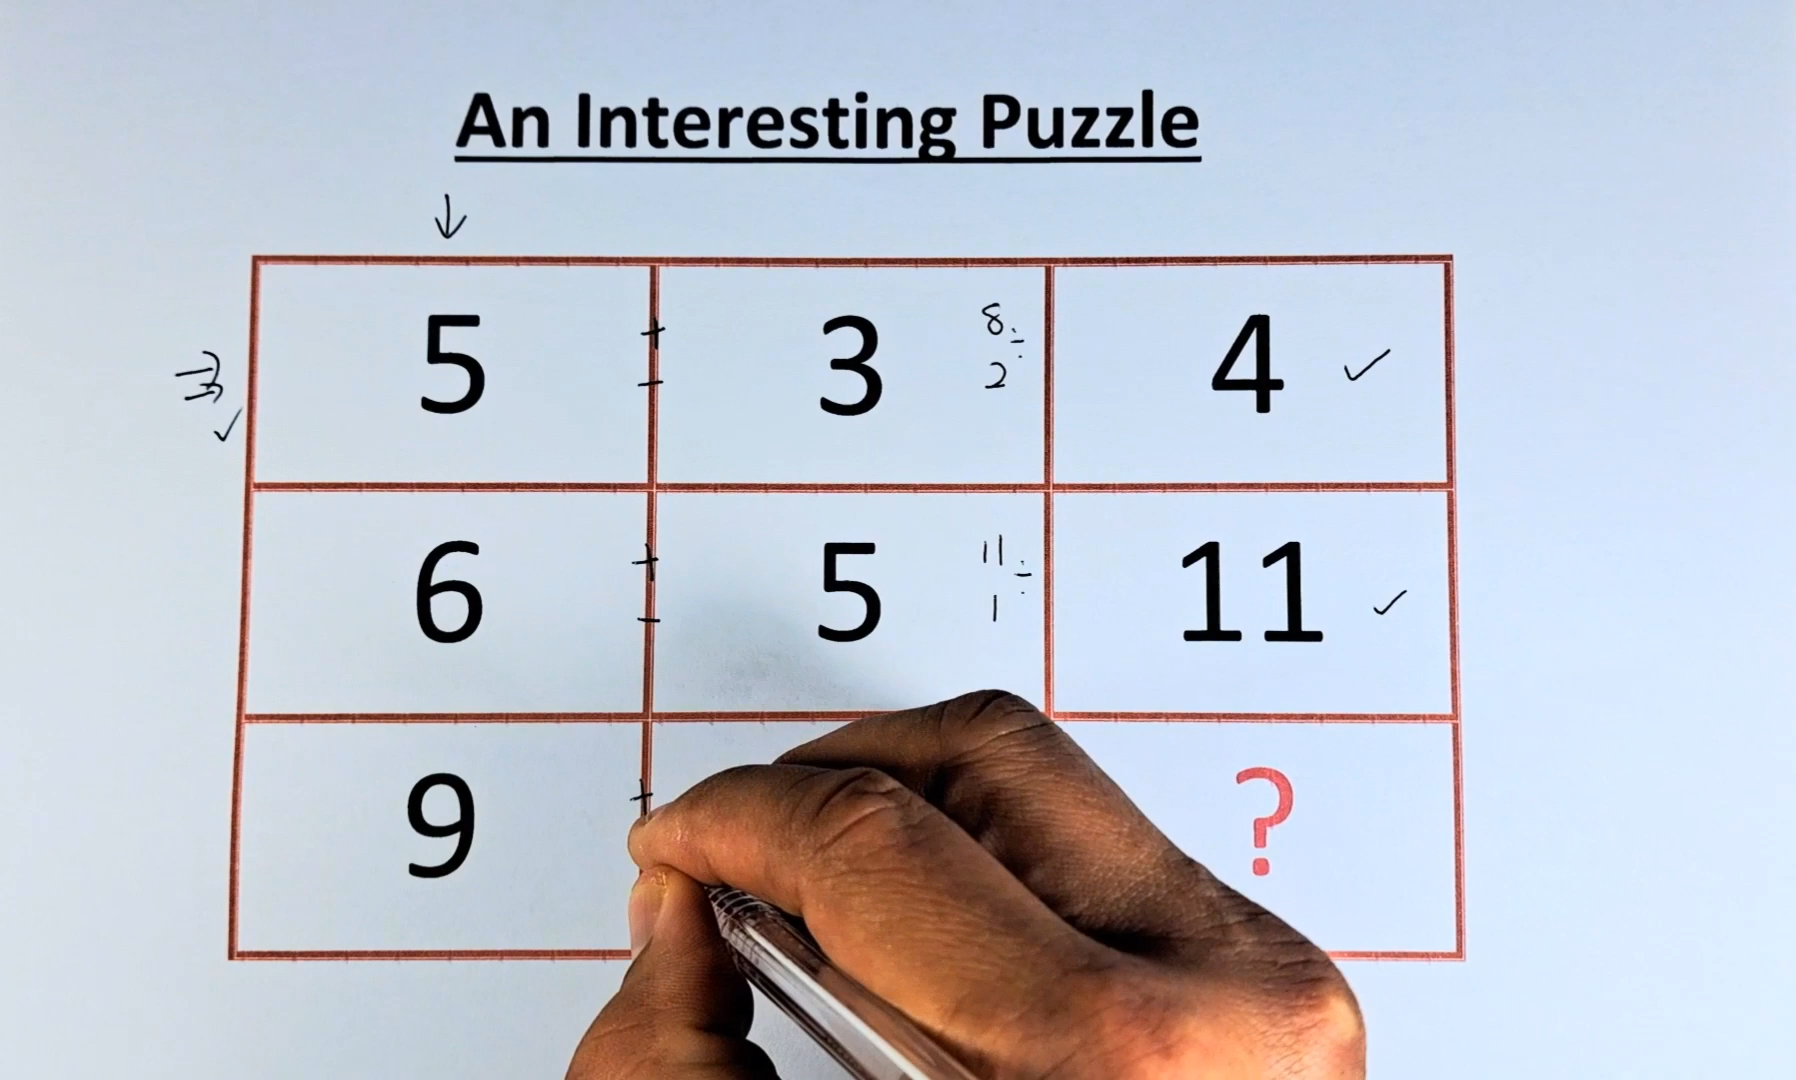 An Interesting Puzzle
↓
5 + - 3 8 ÷ 2 4 ✓
✓
6 + - 5 11 ÷ 1 11 ✓
9 + ?